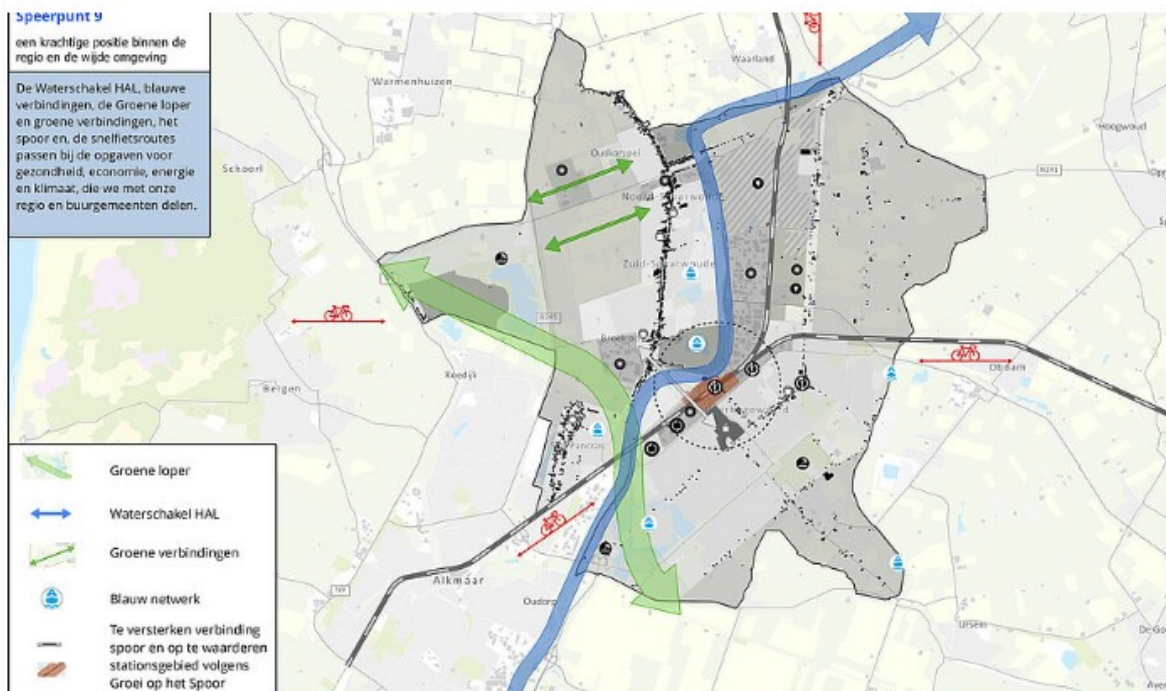 Speerpunt 9
een krachtige positie binnen de
regio en de wijde omgeving
De Waterschakel HAL, blauwe
verbindingen, de Groene loper
en groene verbindingen, het
spoor en, de snelfietsroutes
passen bij de opgaven voor
gezondheid, economie, energie
en klimaat, die we met onze
regio en buurgemeenten delen.
Waarland
Warmenhuizen
Hoogwoud
Oudkarspel
Schoorl
N241
Noord-Scharwoude
Zuid-Scharwoude
N245
Broek op
Koedijk
Obdam
Bergen
Pancras
N9
Alkmaar
Oudorp
Ursem
De Go
Groene loper
Waterschakel HAL
Groene verbindingen
Blauw netwerk
Te versterken verbinding
spoor en op te waarderen
stationsgebied volgens
Groei op het Spoor